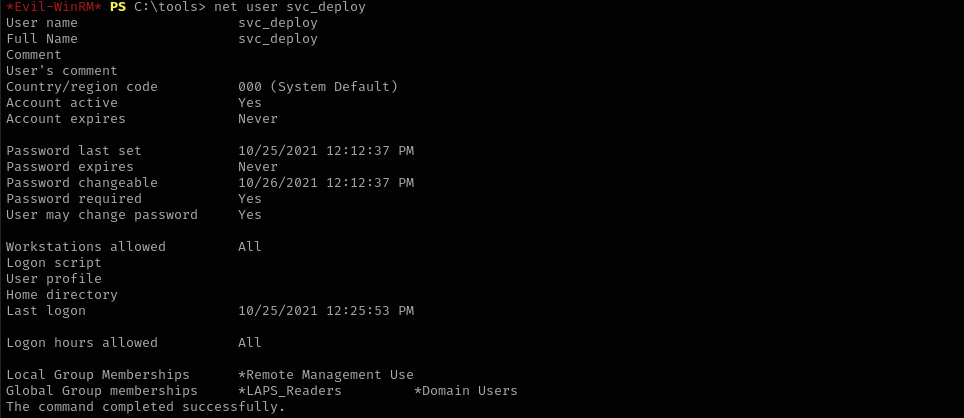 *Evil-WinRM* PS C:\tools> net user svc_deploy
User name                    svc_deploy
Full Name                    svc_deploy
Comment
User's comment
Country/region code          000 (System Default)
Account active               Yes
Account expires              Never

Password last set            10/25/2021 12:12:37 PM
Password expires             Never
Password changeable          10/26/2021 12:12:37 PM
Password required            Yes
User may change password     Yes

Workstations allowed         All
Logon script
User profile
Home directory
Last logon                   10/25/2021 12:25:53 PM

Logon hours allowed          All

Local Group Memberships      *Remote Management Use
Global Group memberships     *LAPS_Readers         *Domain Users
The command completed successfully.